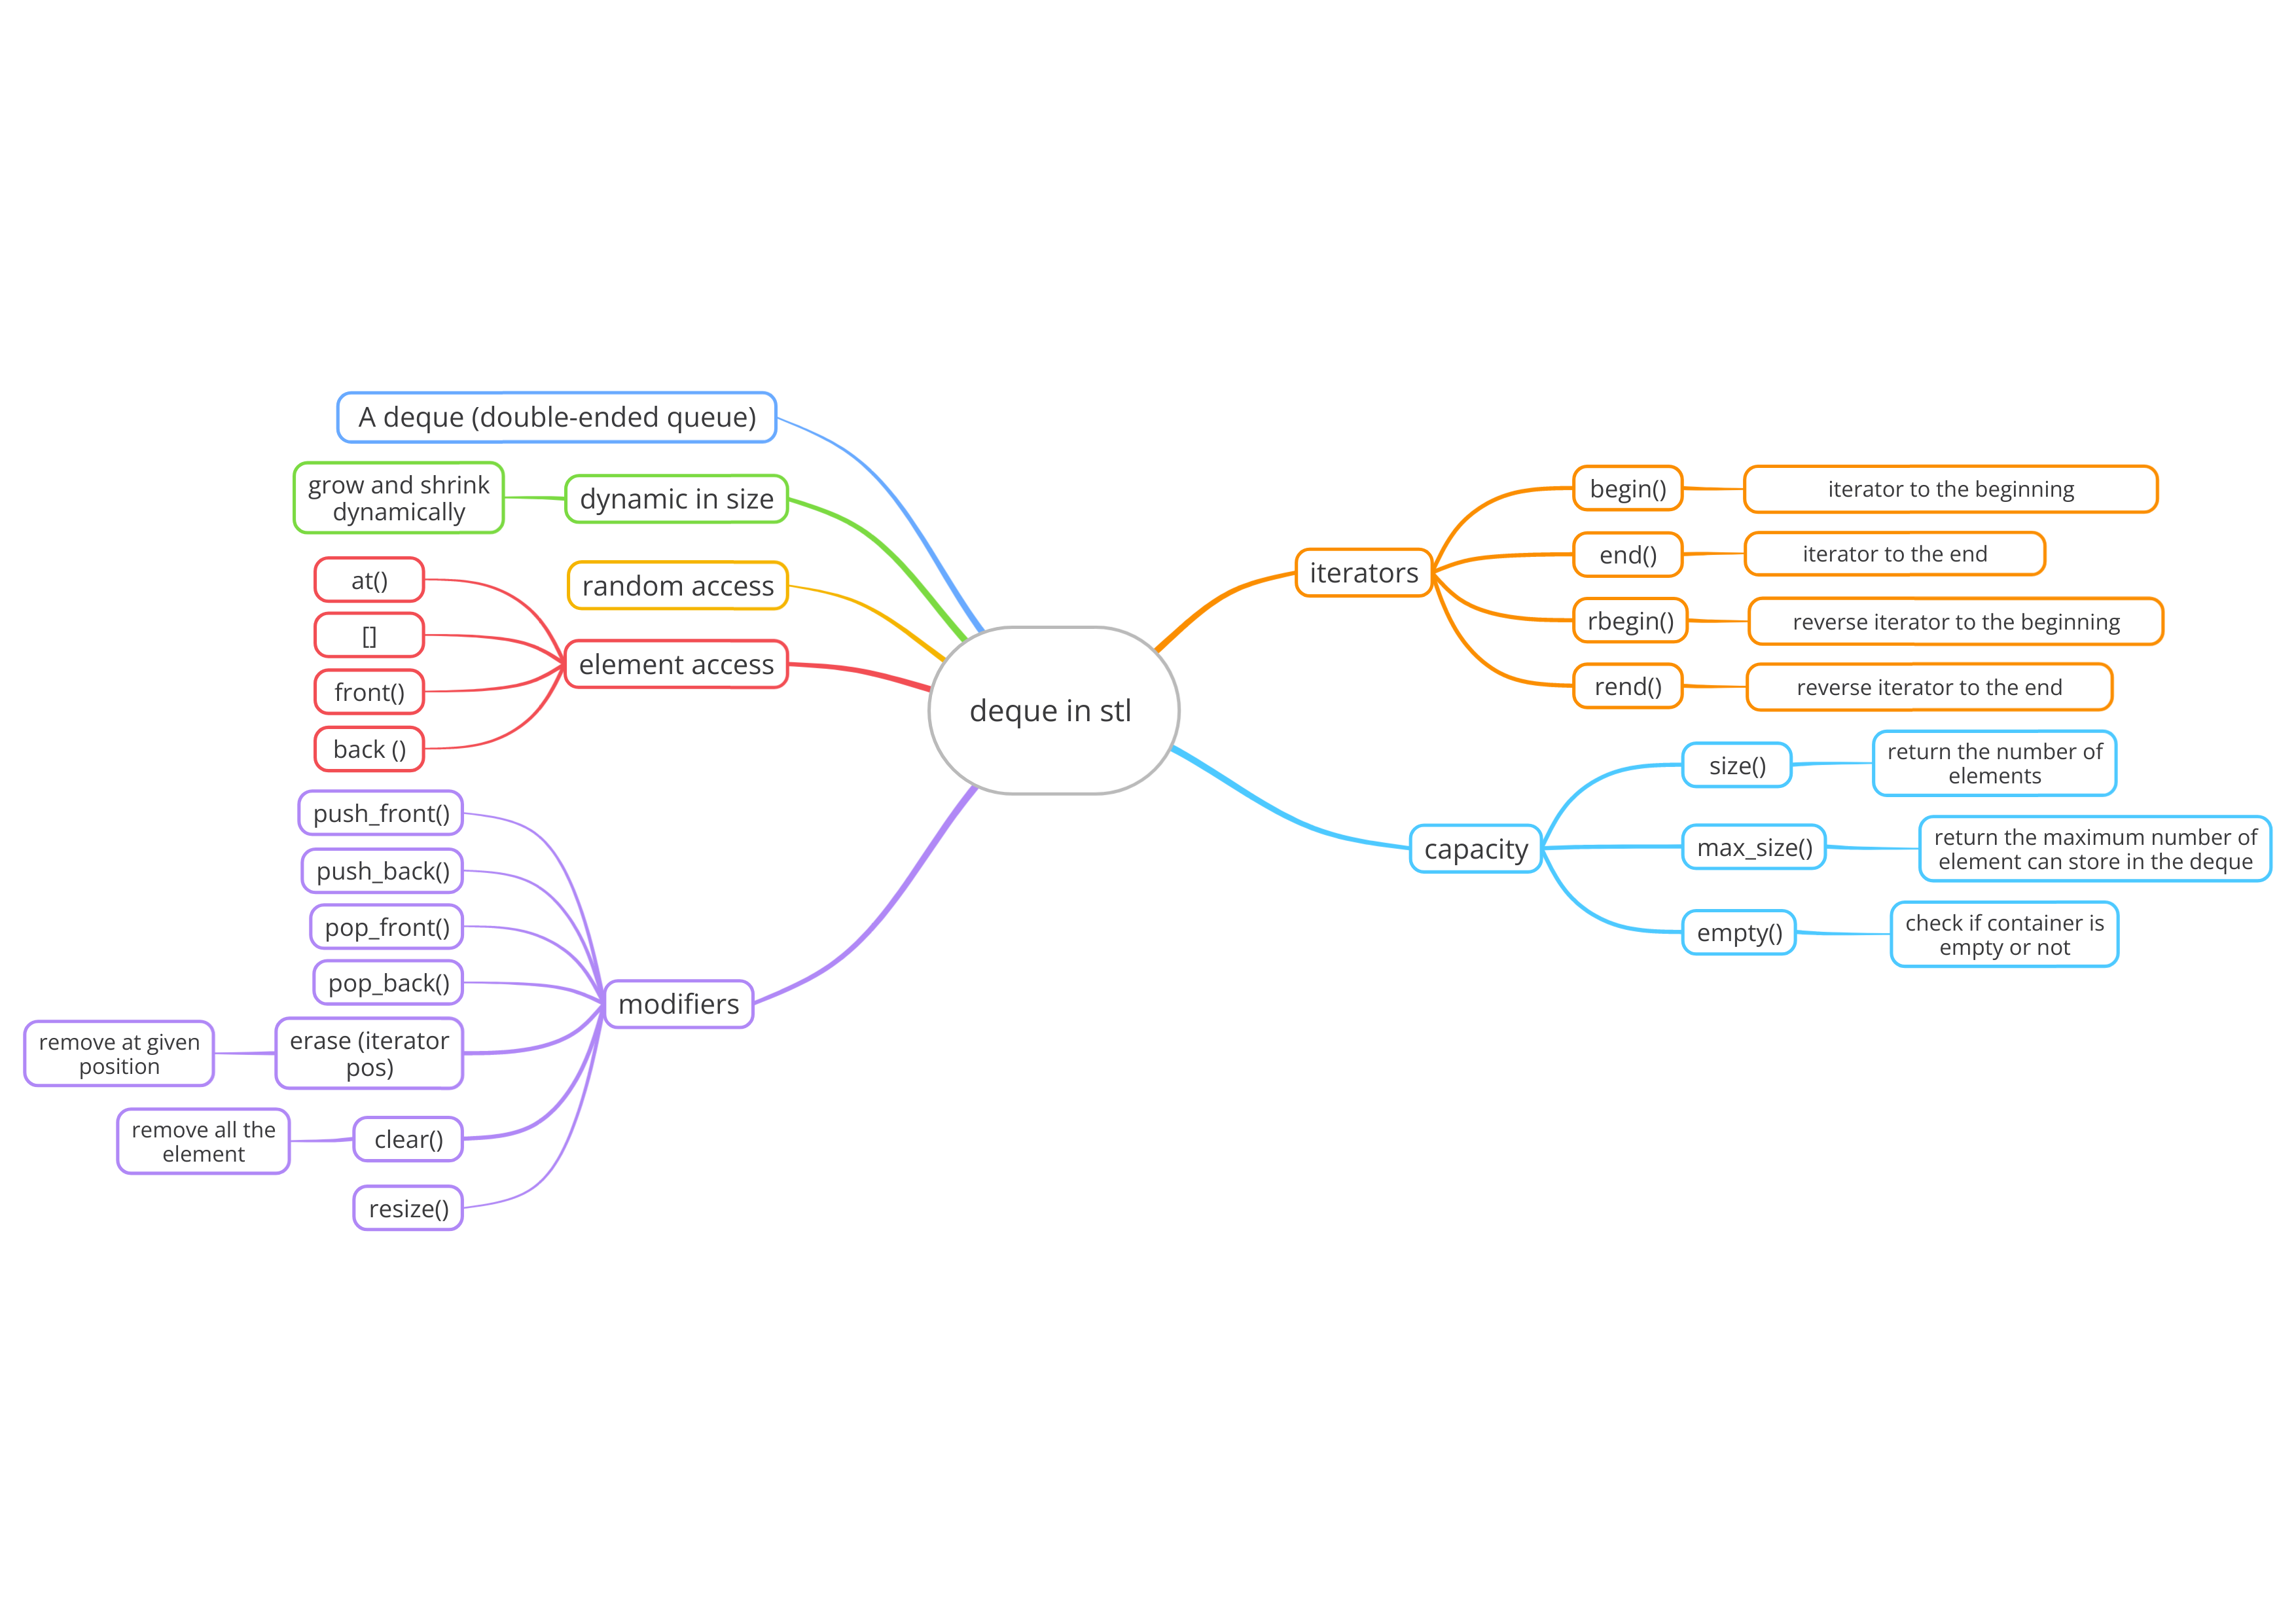 A deque (double-ended queue)
grow and shrink
dynamically
dynamic in size
random access
at()
[]
front()
back ()
element access
deque in stl
push_front()
push_back()
pop_front()
pop_back()
erase (iterator
pos)
remove at given
position
clear()
remove all the
element
resize()
modifiers
iterators
begin()
iterator to the beginning
end()
iterator to the end
rbegin()
reverse iterator to the beginning
rend()
reverse iterator to the end
capacity
size()
return the number of
elements
max_size()
return the maximum number of
element can store in the deque
empty()
check if container is
empty or not